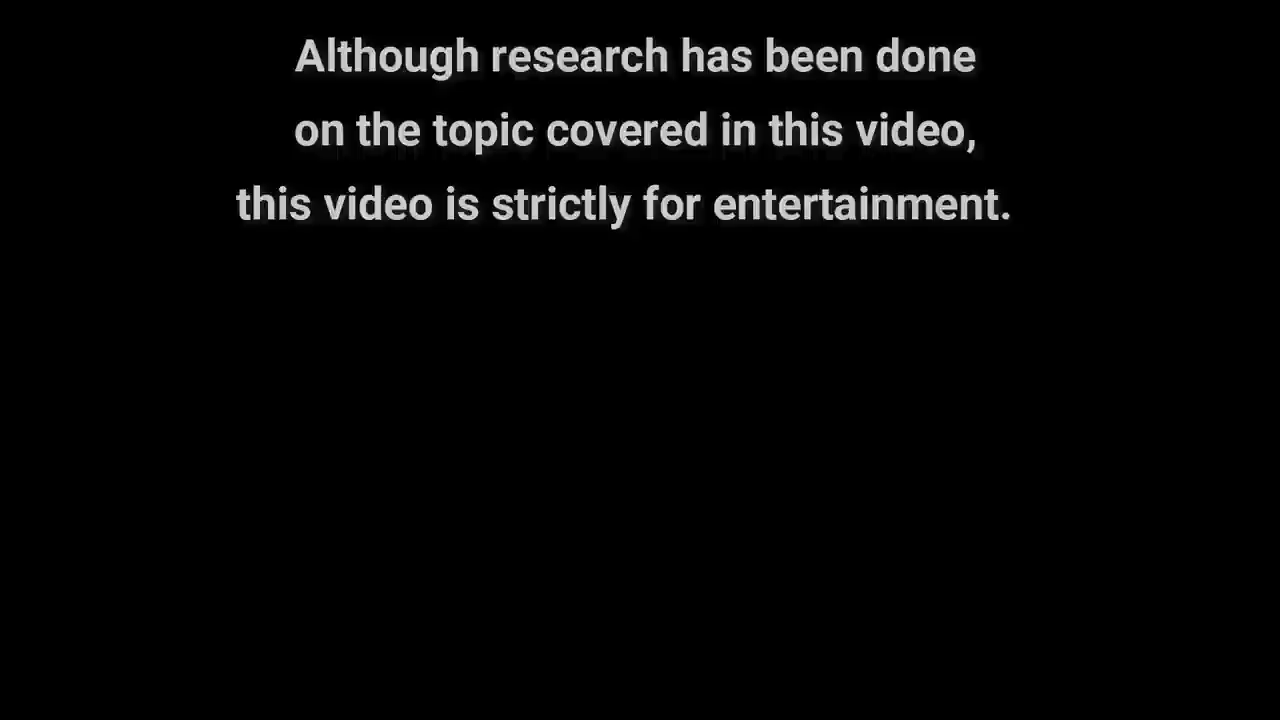 Although research has been done
on the topic covered in this video,
this video is strictly for entertainment.